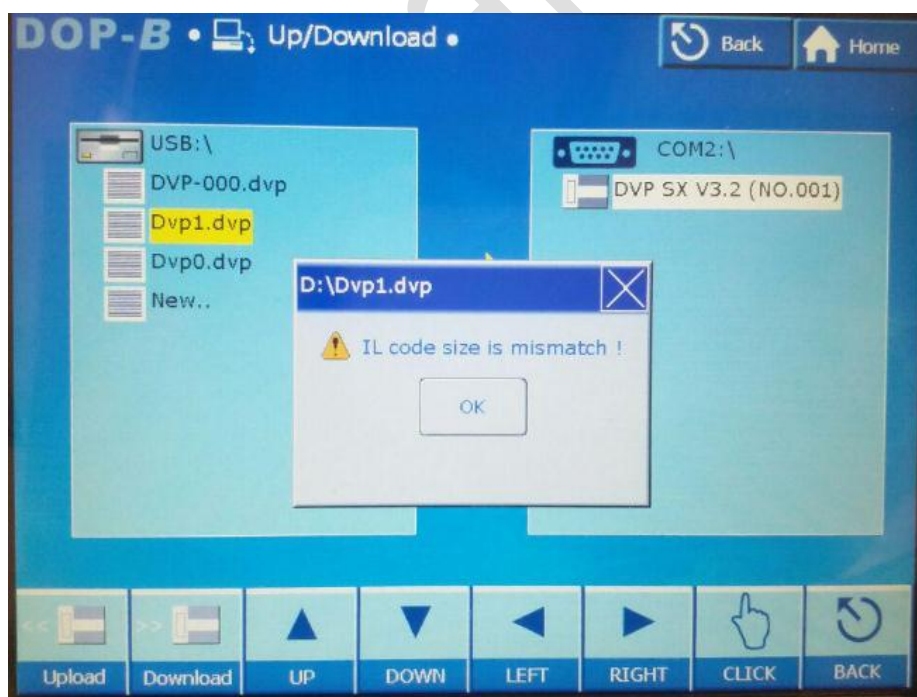 DOP-B • Up/Download •
Back
Home
USB:\
DVP-000.dvp
Dvp1.dvp
Dvp0.dvp
New..
COM2:\
DVP SX V3.2 (NO.001)
D:\Dvp1.dvp
IL code size is mismatch !
OK
<< 
>> 
Upload
Download
UP
DOWN
LEFT
RIGHT
CLICK
BACK